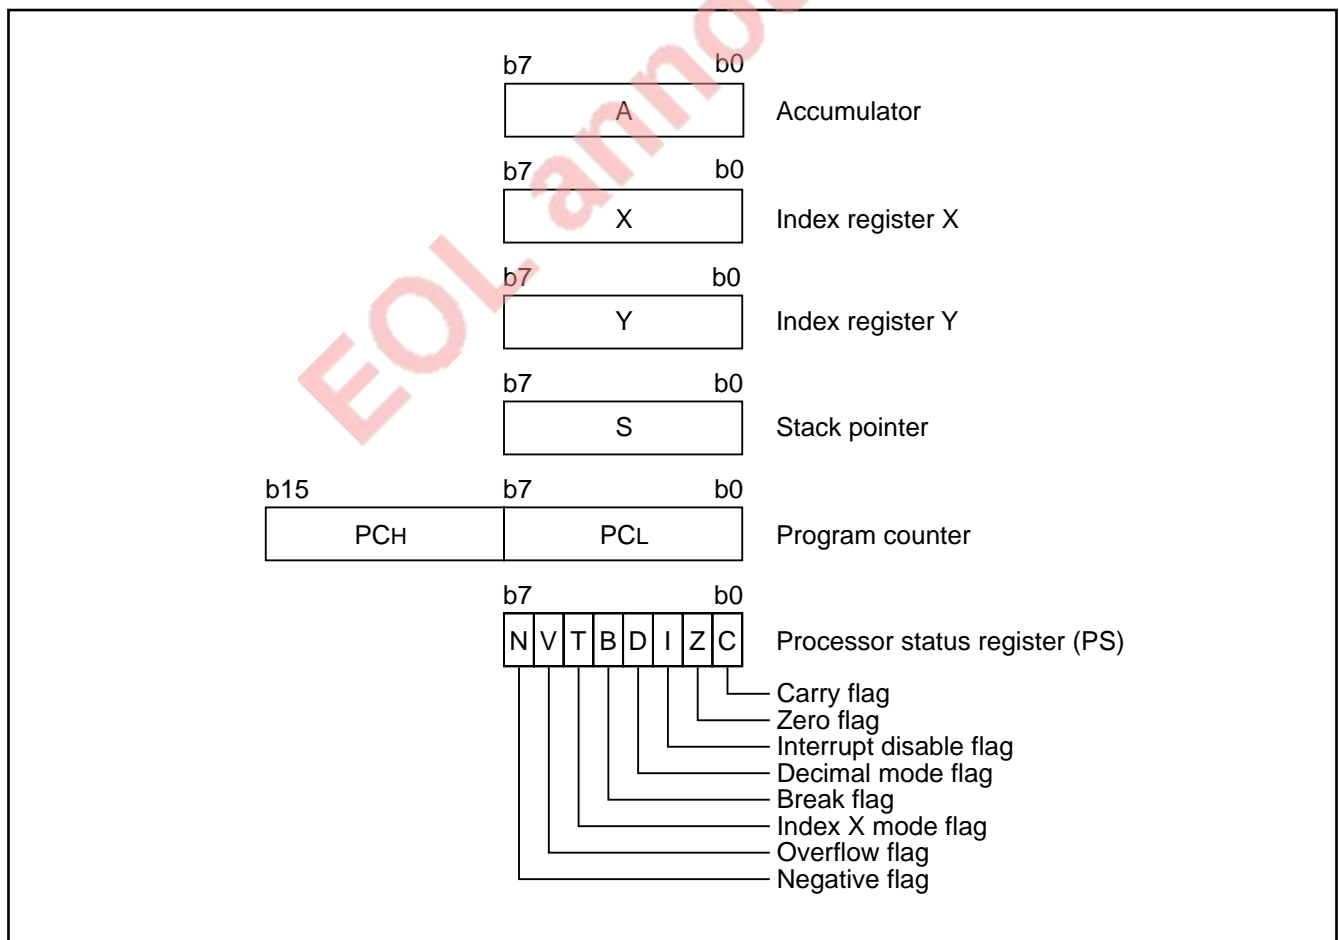 b7 b0
A Accumulator
b7 b0
X Index register X
b7 b0
Y Index register Y
b7 b0
S Stack pointer
b15 b7 b0
PCH PCL Program counter
b7 b0
N V T B D I Z C Processor status register (PS)
Carry flag
Zero flag
Interrupt disable flag
Decimal mode flag
Break flag
Index X mode flag
Overflow flag
Negative flag
EOL